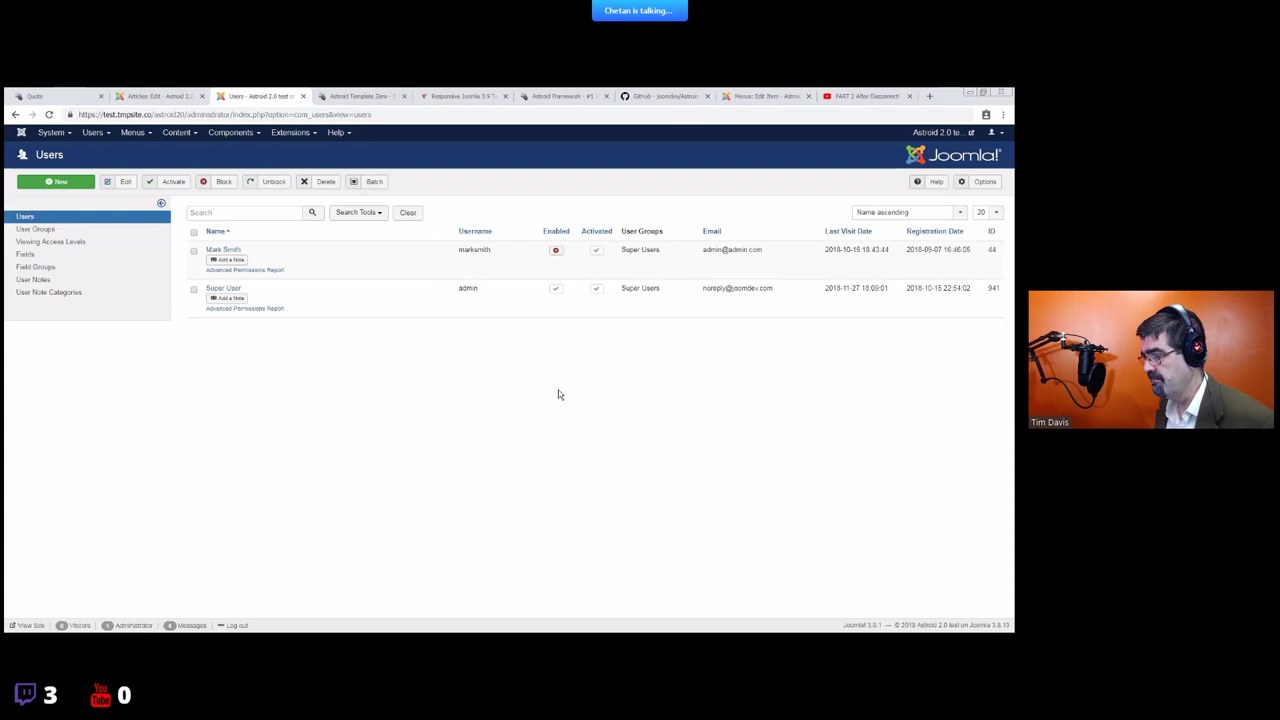 Chetan is talking...
Quote
Articles: Edit - Astroid 2.0
Users - Astroid 2.0 test c
Astroid Template Zero -
Responsive Joomla 3.9 T
Astroid Framework - #1
GitHub - joomdev/Astroid
Menus: Edit Item - Astroid
PART 2 After Disconnect
https://test.tmpsite.co/astroid20/administrator/index.php?option=com_users&view=users
System Users Menus Content Components Extensions Help Astroid 2.0 te...
Users Joomla!
New Edit Activate Block Unblock Delete Batch Help Options
Users
User Groups
Viewing Access Levels
Fields
Field Groups
User Notes
User Note Categories
Search Search Tools Clear Name ascending 20
Name Username Enabled Activated User Groups Email Last Visit Date Registration Date ID
Mark Smith marksmith Super Users admin@admin.com 2018-10-15 18:43:44 2018-09-07 16:46:05 44
Add a Note
Advanced Permissions Report
Super User admin Super Users noreply@joomdev.com 2018-11-27 18:09:01 2018-10-15 22:54:02 941
Add a Note
Advanced Permissions Report
View Site 0 Visitors 1 Administrator Messages Log out Joomla! 3.9.1 — © 2018 Astroid 2.0 test on Joomla 3.8.13
Tim Davis
3 You Tube 0